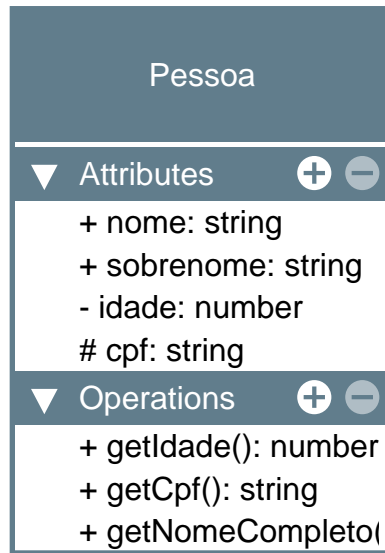 Pessoa
Attributes
+ nome: string
+ sobrenome: string
- idade: number
# cpf: string
Operations
+ getIdade(): number
+ getCpf(): string
+ getNomeCompleto(